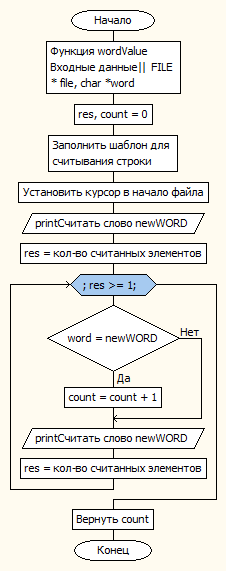 Начало
Функция wordValue
Входные данные|| FILE
* file, char *word
res, count = 0
Заполнить шаблон для
считывания строки
Установить курсор в начало файла
printСчитать слово newWORD
res = кол-во считанных элементов
; res >= 1;
word = newWORD
Нет
Да
count = count + 1
printСчитать слово newWORD
res = кол-во считанных элементов
Вернуть count
Конец